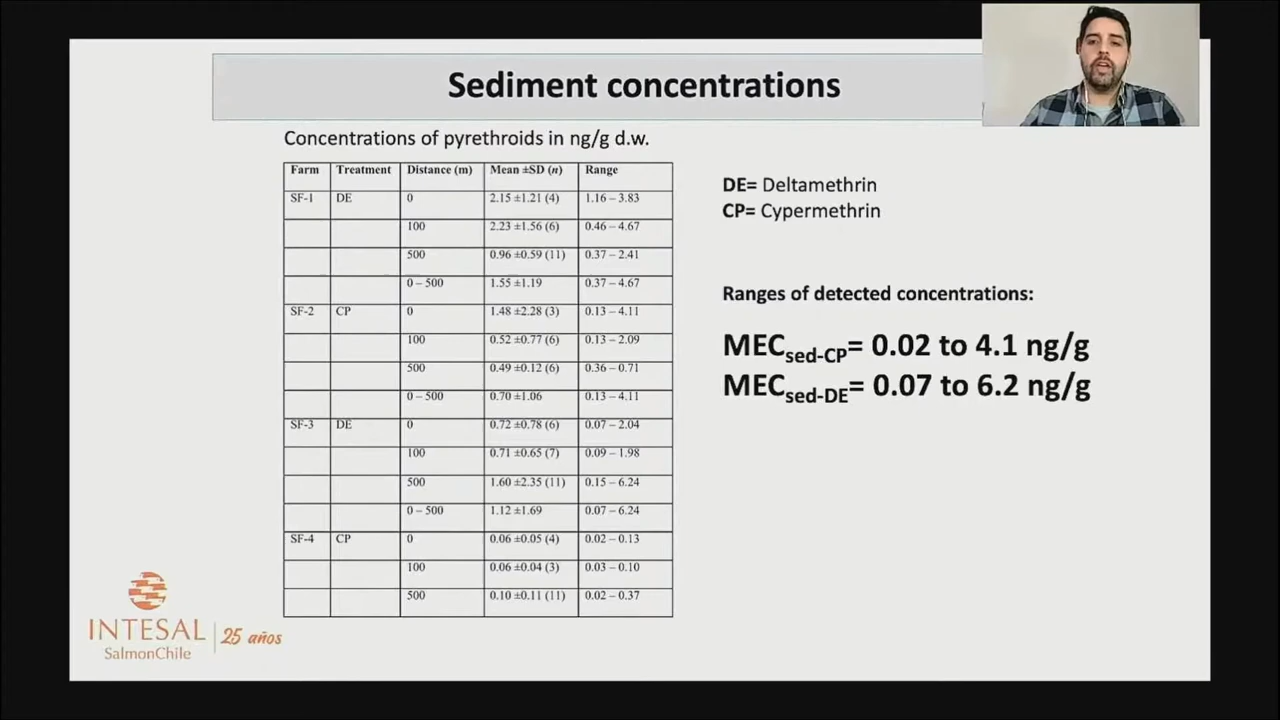 Sediment concentrations
Concentrations of pyrethroids in ng/g d.w.
Farm Treatment Distance (m) Mean ±SD (n) Range
SF-1 DE 0 2.15 ±1.21 (4) 1.16 – 3.83
100 2.23 ±1.56 (6) 0.46 – 4.67
500 0.96 ±0.59 (11) 0.37 – 2.41
0 – 500 1.55 ±1.19 0.37 – 4.67
SF-2 CP 0 1.48 ±2.28 (3) 0.13 – 4.11
100 0.52 ±0.77 (6) 0.13 – 2.09
500 0.49 ±0.12 (6) 0.36 – 0.71
0 – 500 0.70 ±1.06 0.13 – 4.11
SF-3 DE 0 0.72 ±0.78 (6) 0.07 – 2.04
100 0.71 ±0.65 (7) 0.09 – 1.98
500 1.60 ±2.35 (11) 0.15 – 6.24
0 – 500 1.12 ±1.69 0.07 – 6.24
SF-4 CP 0 0.06 ±0.05 (4) 0.02 – 0.13
100 0.06 ±0.04 (3) 0.03 – 0.10
500 0.10 ±0.11 (11) 0.02 – 0.37
DE= Deltamethrin
CP= Cypermethrin
Ranges of detected concentrations:
MECsed-CP= 0.02 to 4.1 ng/g
MECsed-DE= 0.07 to 6.2 ng/g
INTESAL
SalmonChile
25 años